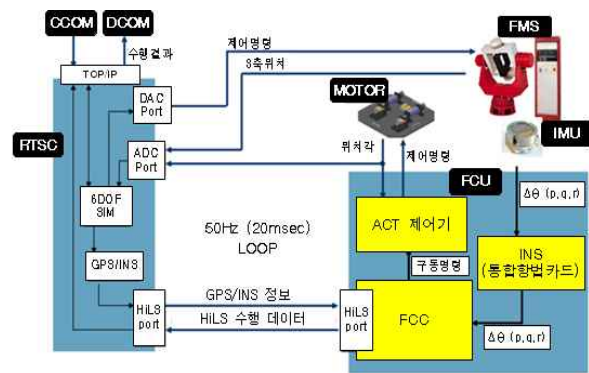 CCOM
DCOM
수행결과
TCP/IP
제어명령
3축위치
FMS
DAC
Port
MOTOR
RTSC
ADC
Port
위치각
제어명령
IMU
FCU
Δθ (p,q,r)
6DOF
SIM
50Hz (20msec)
LOOP
ACT 제어기
GPS/INS
구동명령
INS
(통합항법카드)
HiLS
port
GPS/INS 정보
HiLS 수행 데이터
HiLS
port
FCC
Δθ (p,q,r)